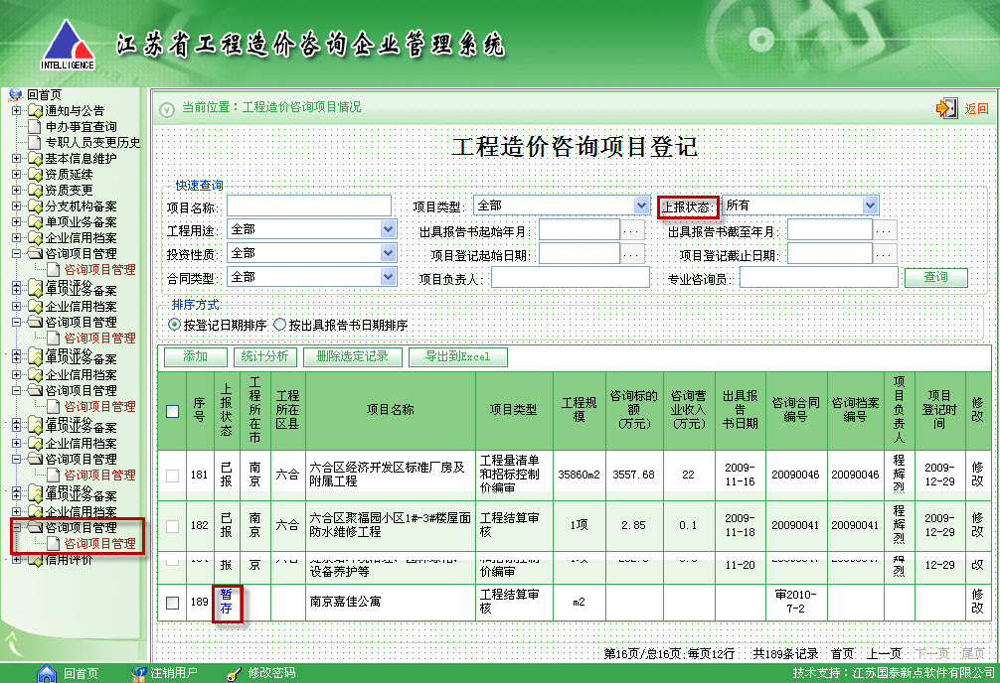 江苏省工程造价咨询企业管理系统
INTELLIGENCE
回首页
通知与公告
申办事宜查询
专职人员变更历史
基本信息维护
资质延续
资质变更
分支机构备案
单项业务备案
企业信用档案
咨询项目管理
咨询项目管理
企业信用档案
咨询项目管理
咨询项目管理
企业信用档案
咨询项目管理
咨询项目管理
企业信用档案
咨询项目管理
咨询项目管理
企业信用档案
咨询项目管理
咨询项目管理
信用评价
当前位置：工程造价咨询项目情况
返回
工程造价咨询项目登记
快速查询
项目名称： 项目类型： 全部 上报状态： 所有
工程用途： 全部 出具报告书起始年月： ... 出具报告书截至年月： ...
投资性质： 全部 项目登记起始日期： ... 项目登记截止日期： ...
合同类型： 全部 项目负责人： 专业咨询员： 查询
排序方式
按登记日期排序 按出具报告书日期排序
添加 统计分析 删除选定记录 导出到Excel
序号 上报状态 工程所在市 工程所在区县 项目名称 项目类型 工程规模 咨询标的额(万元) 咨询营业收入(万元) 出具报告书日期 咨询合同编号 咨询档案编号 项目负责人 项目登记时间 修改
181 已报 南京 六合 六合区经济开发区标准厂房及附属工程 工程量清单和招标控制价编审 35860m2 3557.68 22 2009-11-16 20090046 20090046 程辉烈 2009-12-29 修改
182 已报 南京 六合 六合区聚福园小区1#-3#楼屋面防水维修工程 工程结算审核 1项 2.85 0.1 2009-11-18 20090041 20090041 程辉烈 2009-12-29 修改
报 京 设备养护等 价编审 11-20 烈 12-29 改
189 暂存 南京嘉佳公寓 工程结算审核 m2 审2010-7-2 修改
第16页/总16页;每页12行 共189条记录 首页 上一页 下一页 尾页
回首页 注销用户 修改密码
技术支持：江苏国泰新点软件有限公司